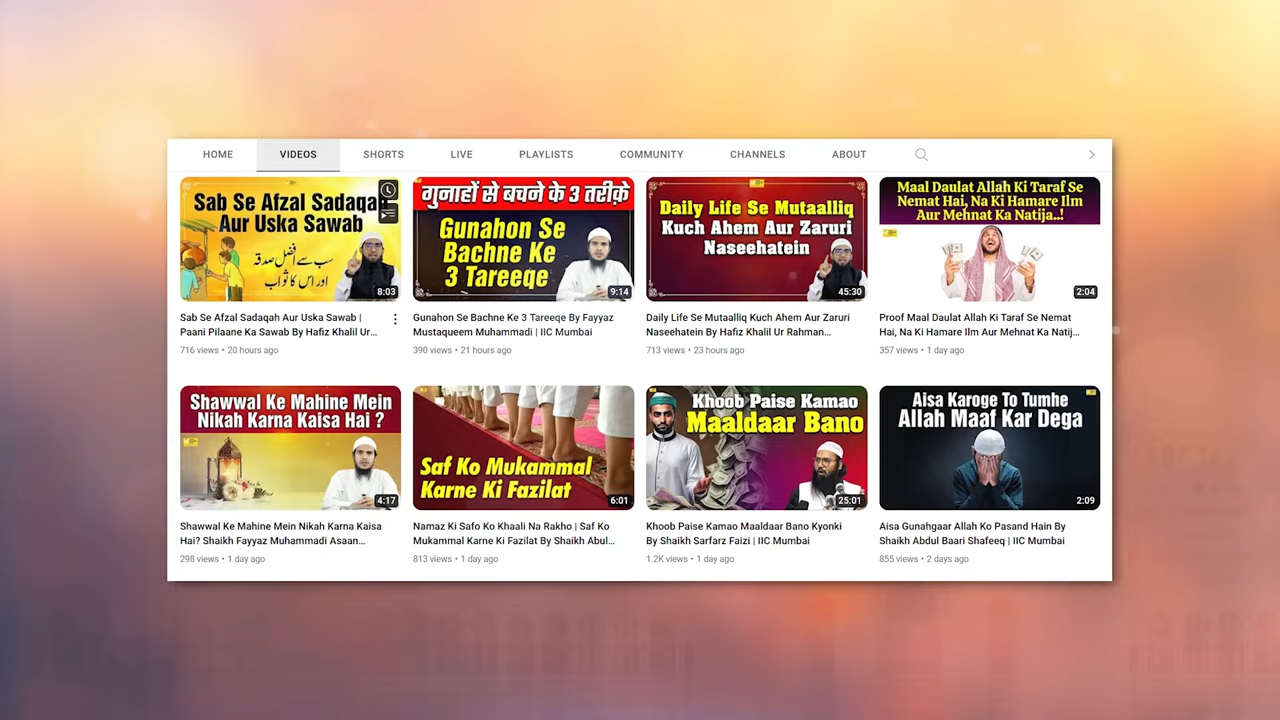 HOME VIDEOS SHORTS LIVE PLAYLISTS COMMUNITY CHANNELS ABOUT
Sab Se Afzal Sadaqah
Aur Uska Sawab
سب سے افضل صدقہ
اور اس کا ثواب
8:03
Sab Se Afzal Sadaqah Aur Uska Sawab |
Paani Pilaane Ka Sawab By Hafiz Khalil Ur...
716 views • 20 hours ago
गुनाहों से बचने के 3 तरीक़े
Gunahon Se
Bachne Ke
3 Tareeqe
9:14
Gunahon Se Bachne Ke 3 Tareeqe By Fayyaz
Mustaqueem Muhammadi | IIC Mumbai
390 views • 21 hours ago
Daily Life Se Mutaalliq
Kuch Ahem Aur Zaruri
Naseehatein
45:30
Daily Life Se Mutaalliq Kuch Ahem Aur Zaruri
Naseehatein By Hafiz Khalil Ur Rahman...
713 views • 23 hours ago
Maal Daulat Allah Ki Taraf Se
Nemat Hai, Na Ki Hamare Ilm
Aur Mehnat Ka Natija..!
2:04
Proof Maal Daulat Allah Ki Taraf Se Nemat
Hai, Na Ki Hamare Ilm Aur Mehnat Ka Natij...
357 views • 1 day ago
Shawwal Ke Mahine Mein
Nikah Karna Kaisa Hai ?
4:17
Shawwal Ke Mahine Mein Nikah Karna Kaisa
Hai? Shaikh Fayyaz Muhammadi Asaan...
298 views • 1 day ago
Saf Ko Mukammal
Karne Ki Fazilat
6:01
Namaz Ki Safo Ko Khaali Na Rakho | Saf Ko
Mukammal Karne Ki Fazilat By Shaikh Abul...
813 views • 1 day ago
Khoob Paise Kamao
Maaldaar Bano
25:01
Khoob Paise Kamao Maaldaar Bano Kyonki
By Shaikh Sarfarz Faizi | IIC Mumbai
1.2K views • 1 day ago
Aisa Karoge To Tumhe
Allah Maaf Kar Dega
2:09
Aisa Gunahgaar Allah Ko Pasand Hain By
Shaikh Abdul Baari Shafeeq | IIC Mumbai
855 views • 2 days ago